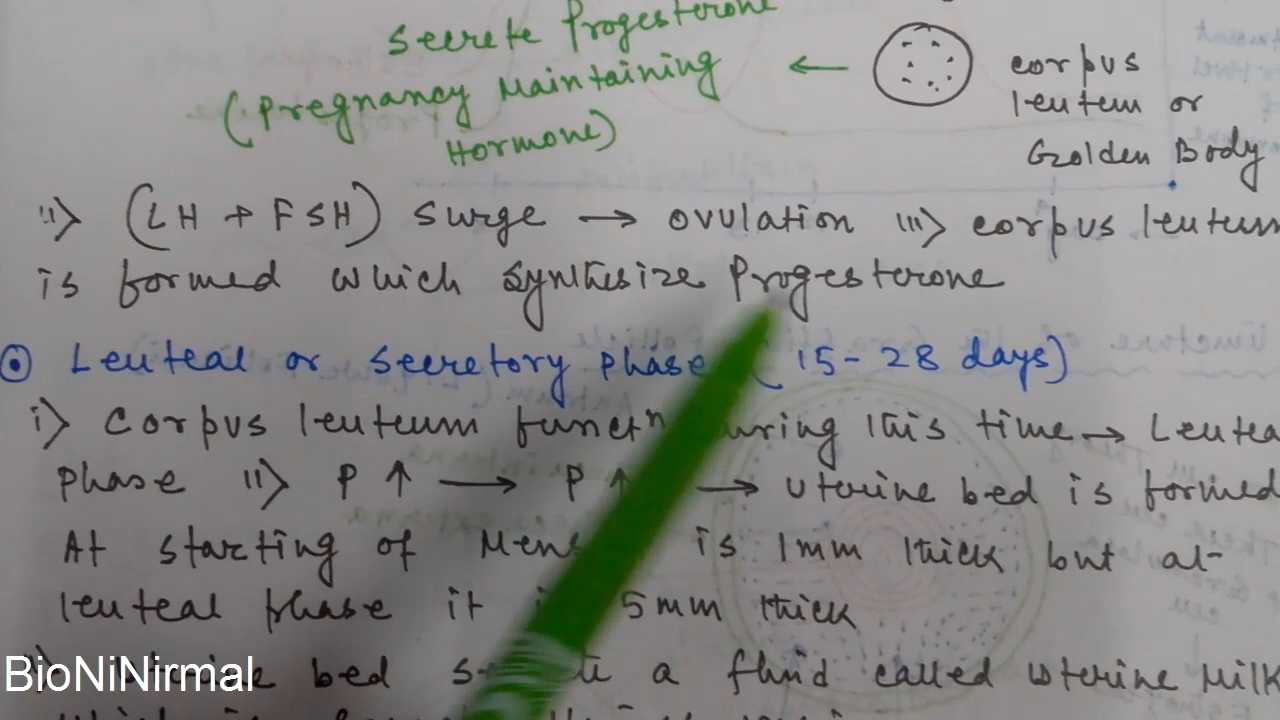 Secrete Progesterone
(Pregnancy Maintaining
Hormone)
←
corpus
leuteum or
Golden Body
ii> (LH + FSH) surge → ovulation iii> corpus leuteum
is formed which synthesize Progesterone
Leuteal or secretory phase (15-28 days)
i> Corpus leuteum functn during this time → Leuteal
phase ii> P ↑ → P ↑ → uterine bed is formed
At starting of Mens is 1mm thick but at
leuteal phase it 5mm thick
bed a fluid called uterine Milk
BioNiNirmal